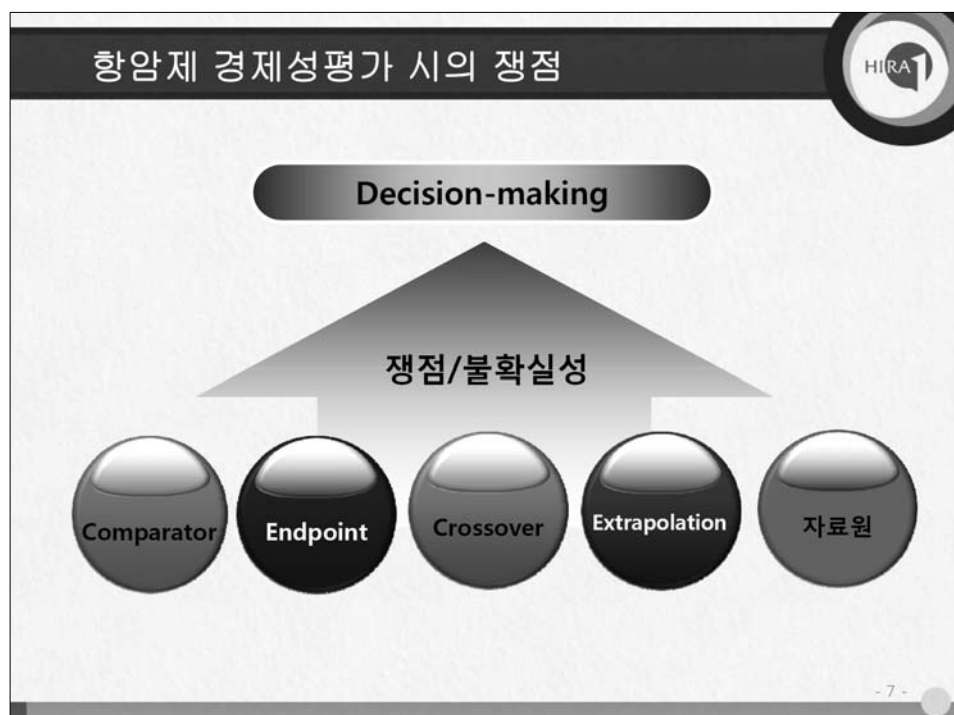 항암제 경제성평가 시의 쟁점
HIRA
Decision-making
쟁점/불확실성
Comparator
Endpoint
Crossover
Extrapolation
자료원
- 7 -